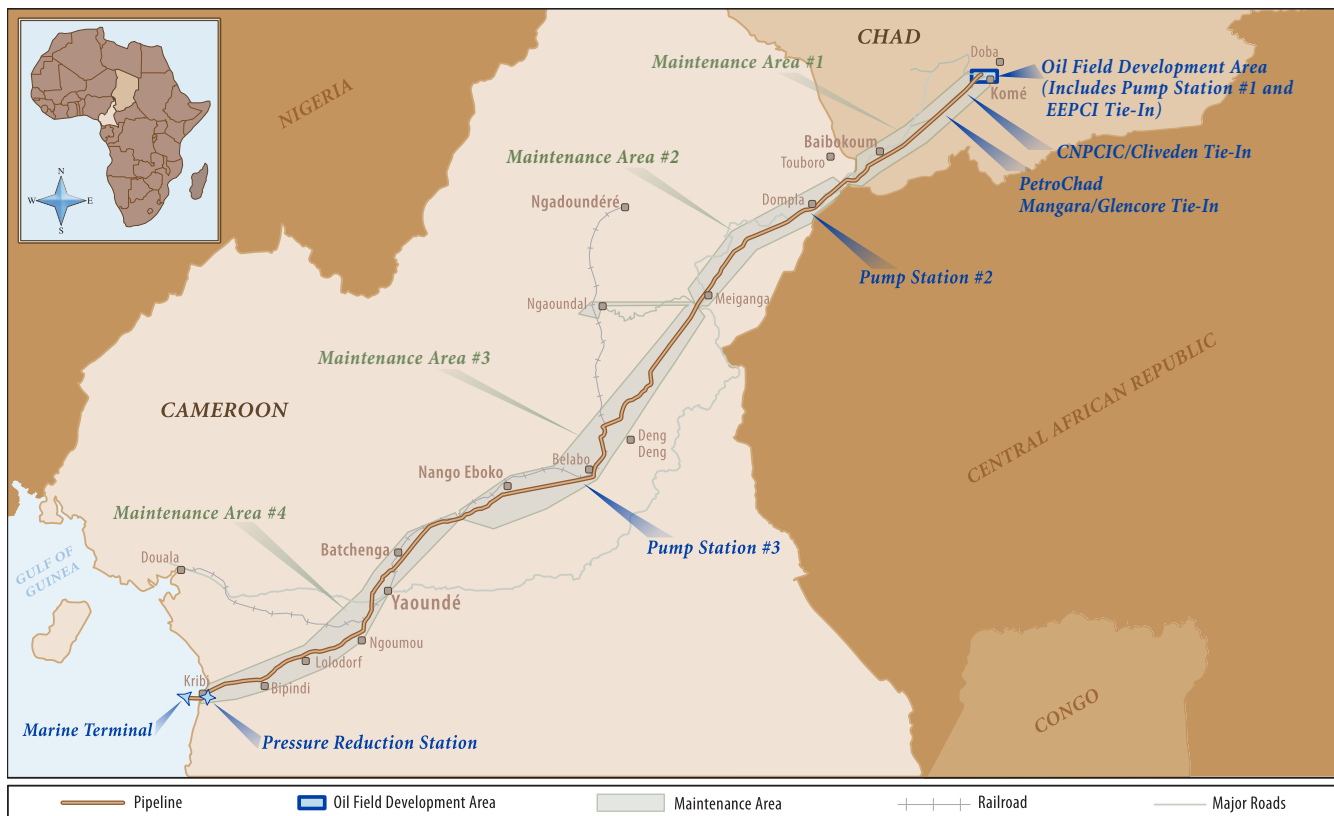 N
W
E
S
NIGERIA
CHAD
Doba
Maintenance Area #1
Oil Field Development Area
(Includes Pump Station #1 and
EEPCI Tie-In)
Komé
Baibokoum
Touboro
CNPCIC/Cliveden Tie-In
Maintenance Area #2
PetroChad
Mangara/Glencore Tie-In
Ngadoundéré
Dompla
Pump Station #2
Ngaoundal
Meiganga
Maintenance Area #3
CAMEROON
CENTRAL AFRICAN REPUBLIC
Deng
Deng
Belabo
Nango Eboko
Maintenance Area #4
Pump Station #3
Batchenga
Douala
GULF OF
GUINEA
Yaoundé
Ngoumou
Lolodorf
Kribi
Bipindi
CONGO
Marine Terminal
Pressure Reduction Station
Pipeline
Oil Field Development Area
Maintenance Area
Railroad
Major Roads